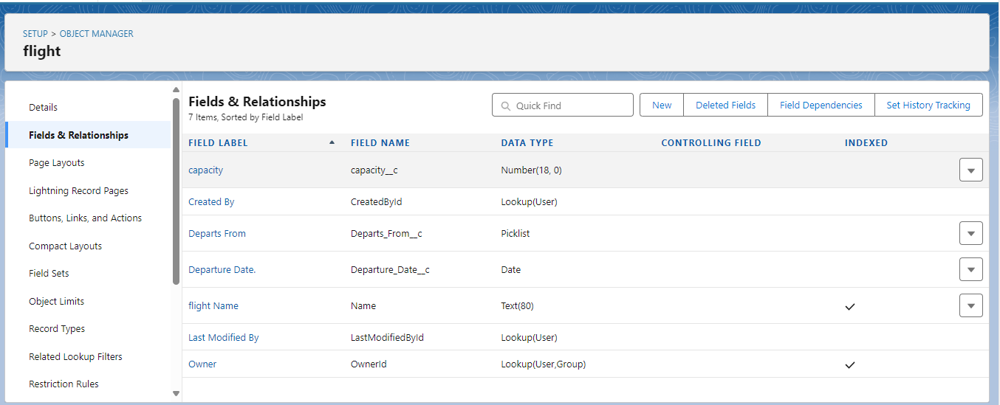 SETUP > OBJECT MANAGER
flight
Details
Fields & Relationships
Page Layouts
Lightning Record Pages
Buttons, Links, and Actions
Compact Layouts
Field Sets
Object Limits
Record Types
Related Lookup Filters
Restriction Rules
Fields & Relationships
7 Items, Sorted by Field Label
Quick Find
New
Deleted Fields
Field Dependencies
Set History Tracking
FIELD LABEL FIELD NAME DATA TYPE CONTROLLING FIELD INDEXED
capacity capacity__c Number(18, 0)
Created By CreatedById Lookup(User)
Departs From Departs_From__c Picklist
Departure Date. Departure_Date__c Date
flight Name Name Text(80)
Last Modified By LastModifiedById Lookup(User)
Owner OwnerId Lookup(User,Group)